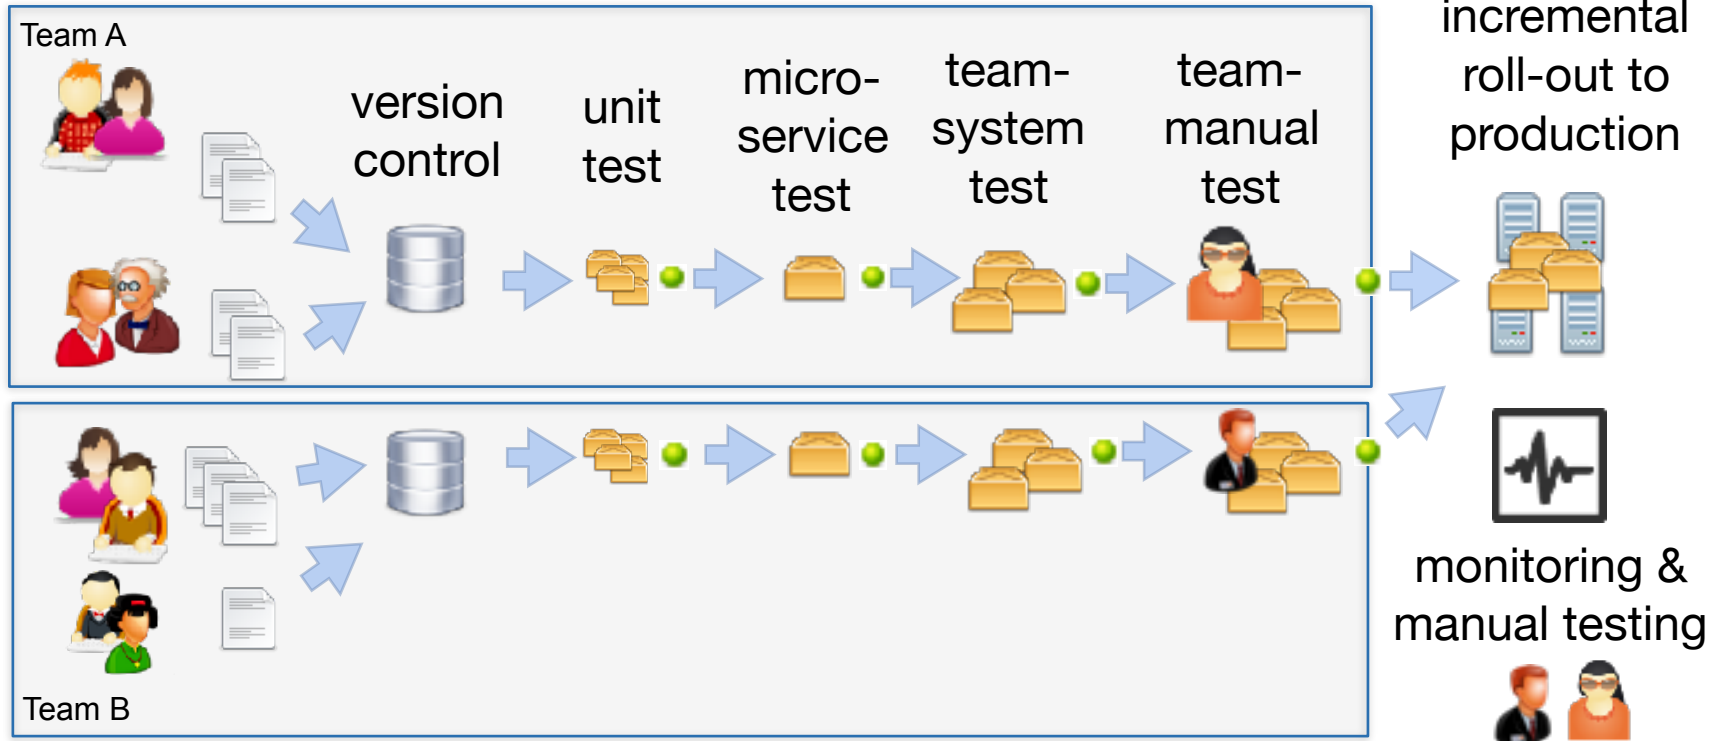 Team A
version
control
unit
test
micro-
service
test
team-
system
test
team-
manual
test
incremental
roll-out to
production
monitoring &
manual testing
Team B